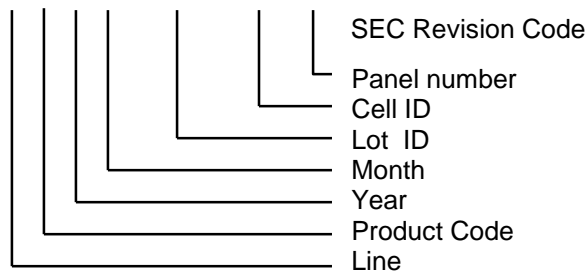 SEC Revision Code
Panel number
Cell ID
Lot ID
Month
Year
Product Code
Line